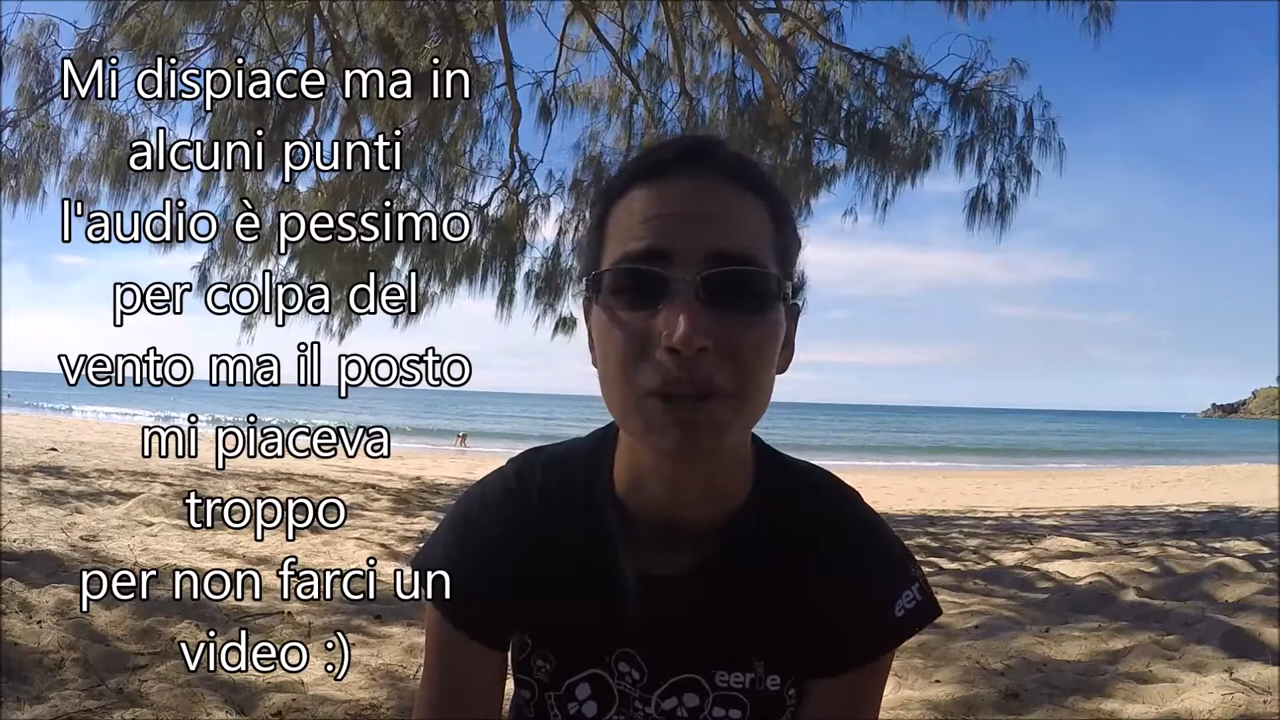 Mi dispiace ma in
alcuni punti
l'audio è pessimo
per colpa del
vento ma il posto
mi piaceva
troppo
per non farci un
video :)
eerie